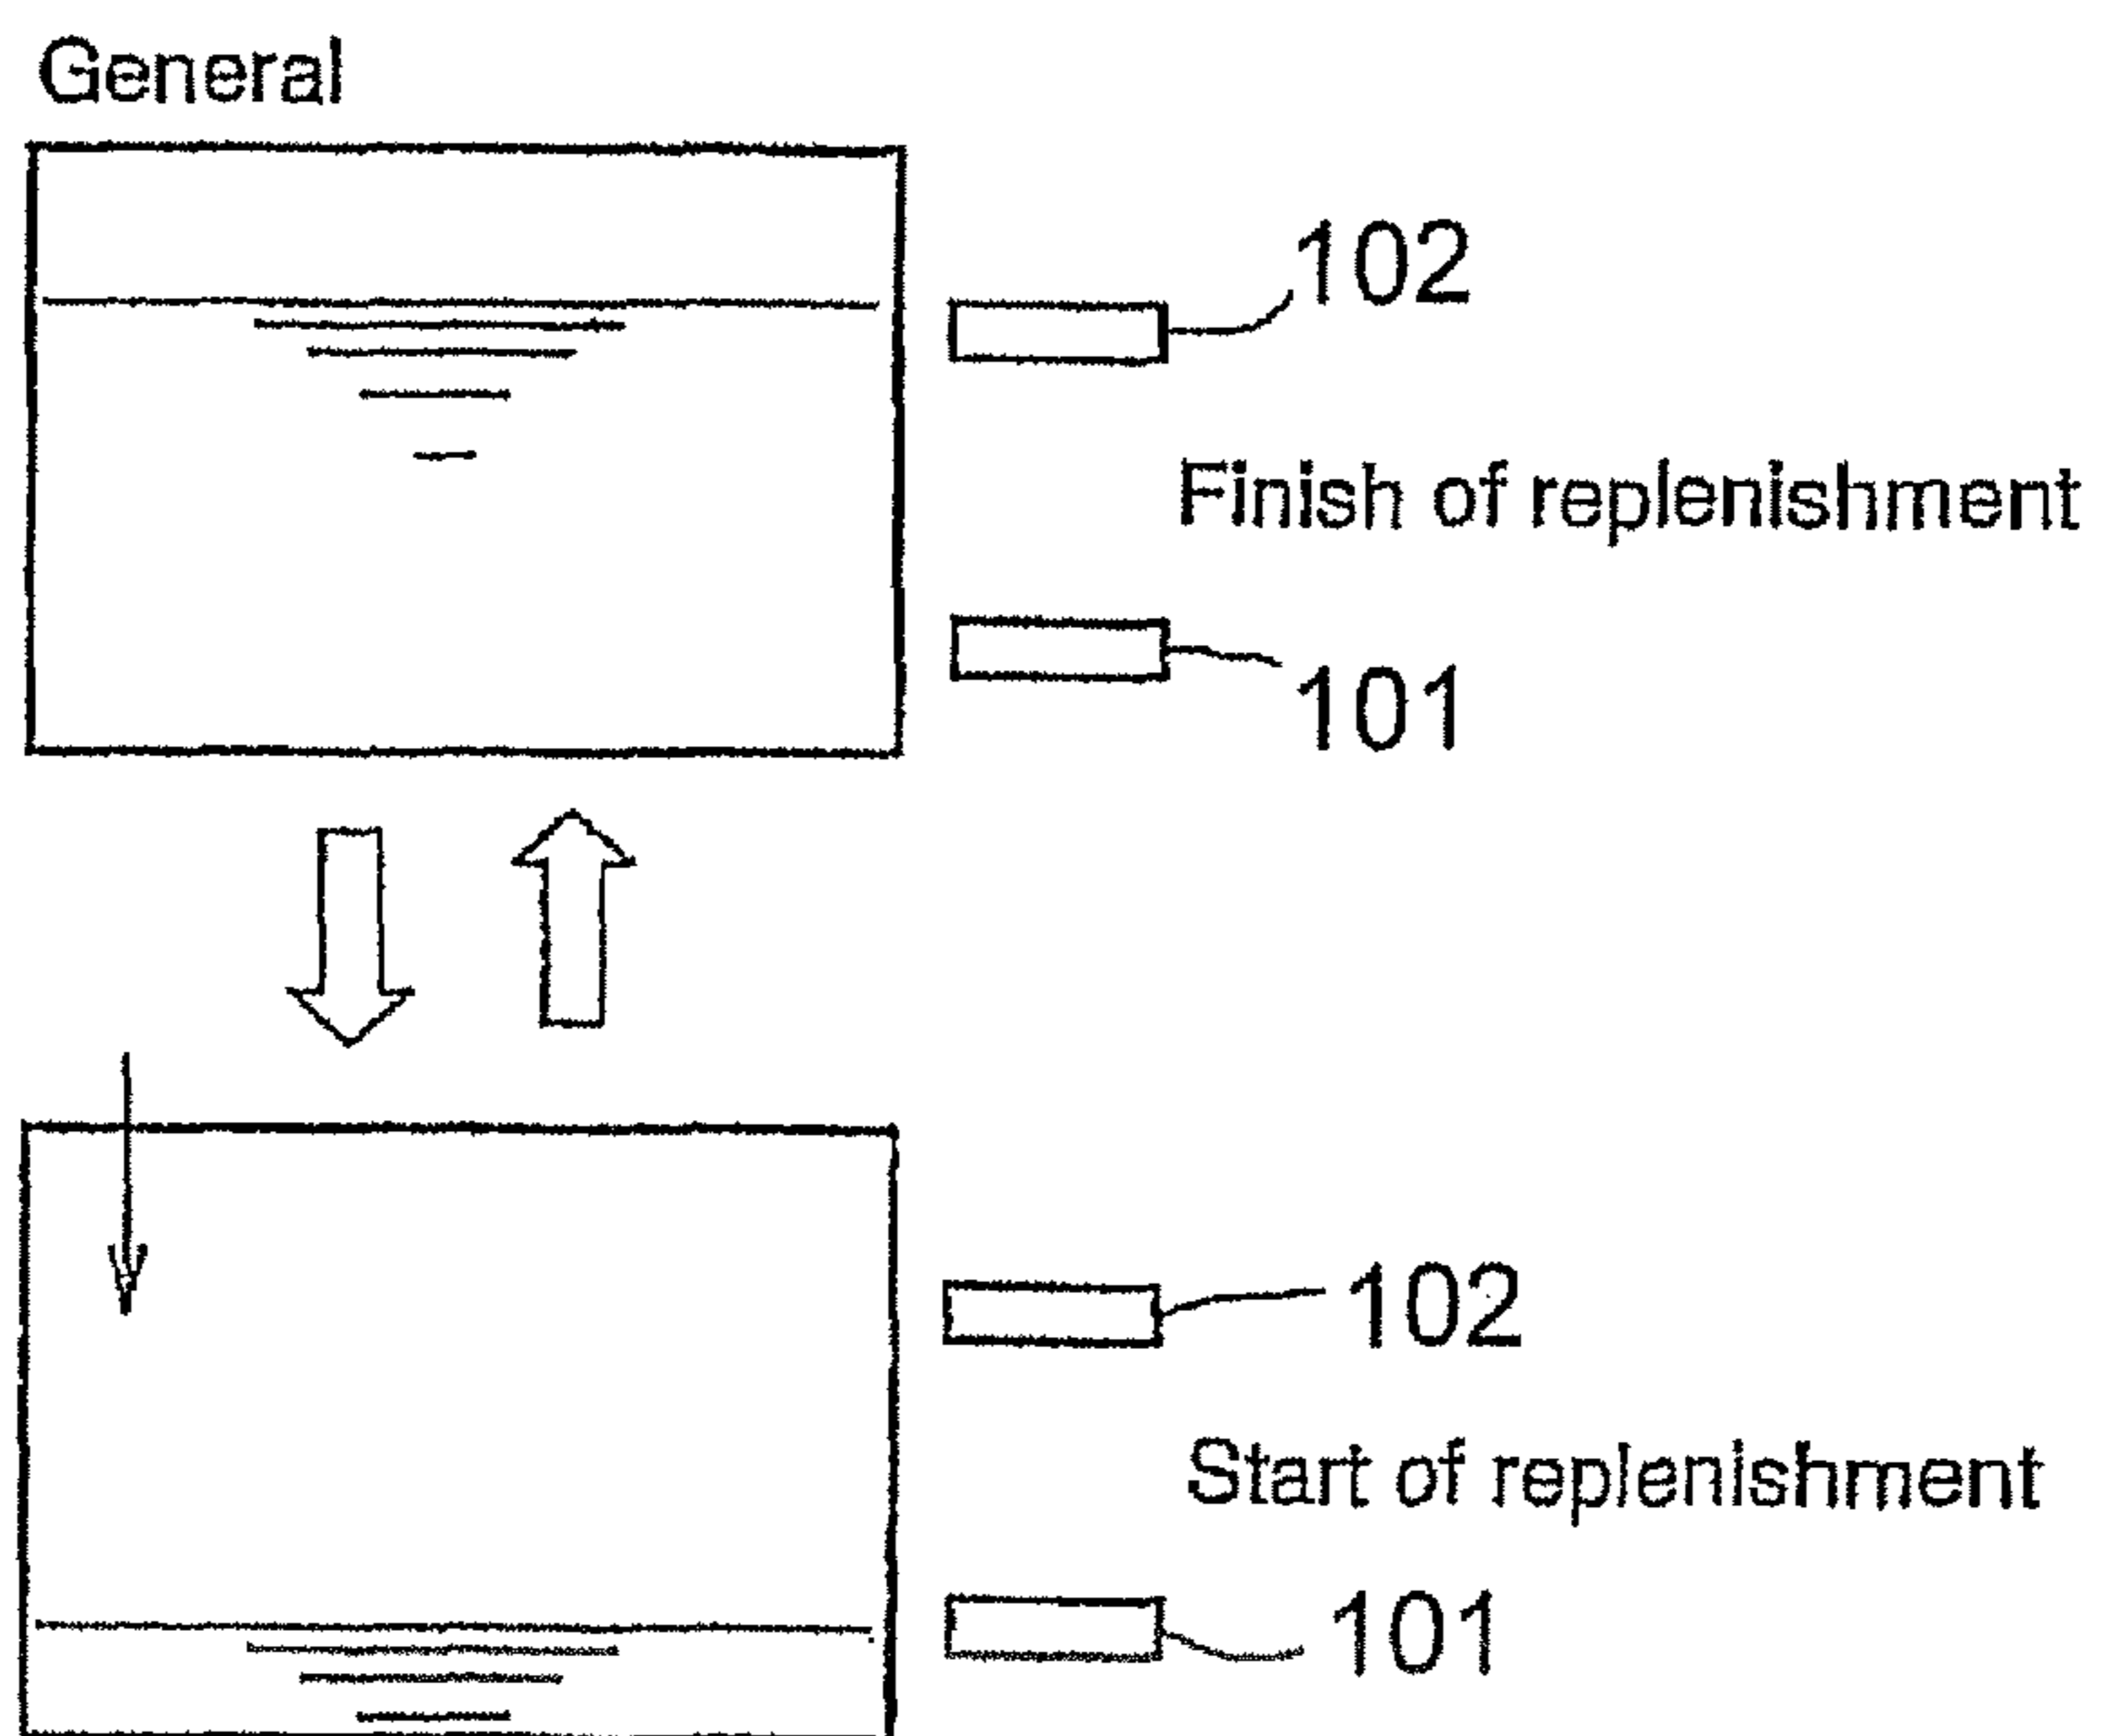 General
102
Finish of replenishment
101
102
Start of replenishment
101